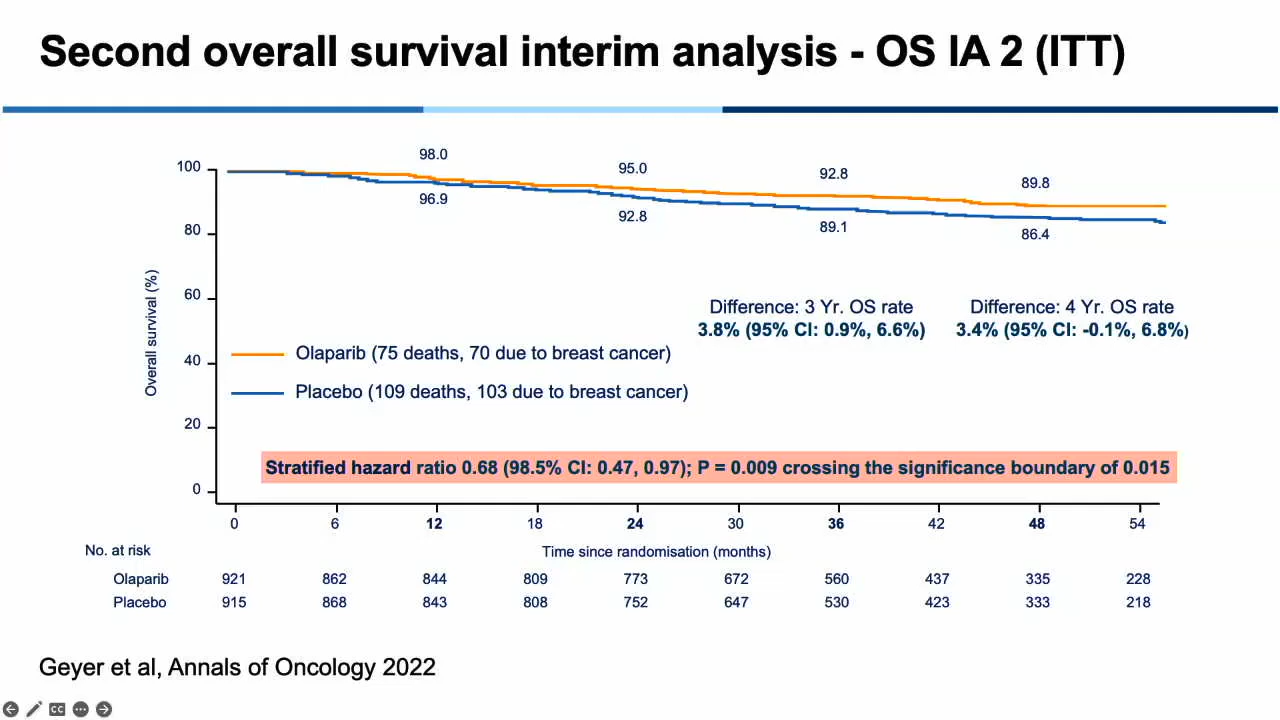 Second overall survival interim analysis - OS IA 2 (ITT)
98.0
95.0
92.8
89.8
96.9
92.8
89.1
86.4
100
80
60
40
20
0
Overall survival (%)
Difference: 3 Yr. OS rate
3.8% (95% CI: 0.9%, 6.6%)
Difference: 4 Yr. OS rate
3.4% (95% CI: -0.1%, 6.8%)
Olaparib (75 deaths, 70 due to breast cancer)
Placebo (109 deaths, 103 due to breast cancer)
Stratified hazard ratio 0.68 (98.5% CI: 0.47, 0.97); P = 0.009 crossing the significance boundary of 0.015
0 6 12 18 24 30 36 42 48 54
No. at risk
Time since randomisation (months)
Olaparib 921 862 844 809 773 672 560 437 335 228
Placebo 915 868 843 808 752 647 530 423 333 218
Geyer et al, Annals of Oncology 2022
CC